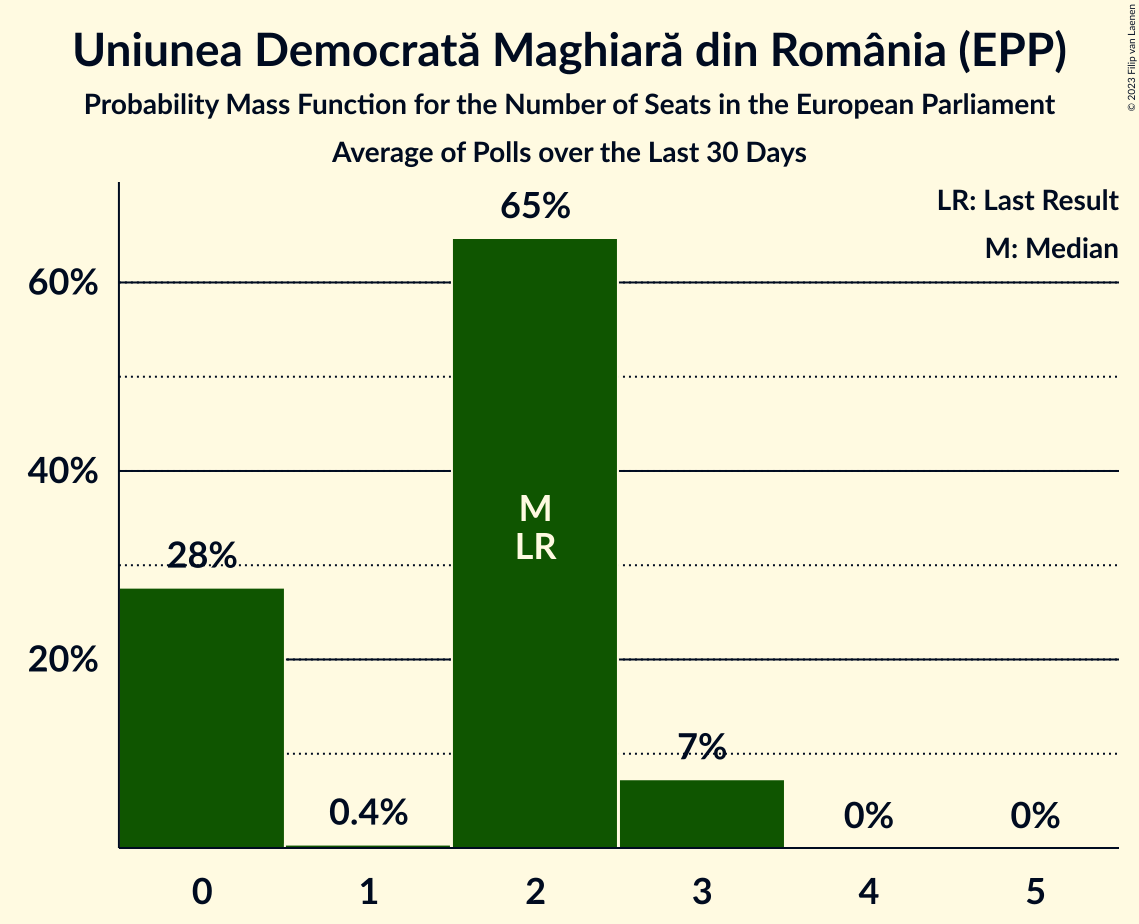 Uniunea Democrată Maghiară din România (EPP)
Probability Mass Function for the Number of Seats in the European Parliament
Average of Polls over the Last 30 Days
© 2023 Filip van Laenen
LR: Last Result
M: Median
65%
60%
40%
M
LR
28%
20%
7%
0.4%
0%
0%
0
1
2
3
4
5